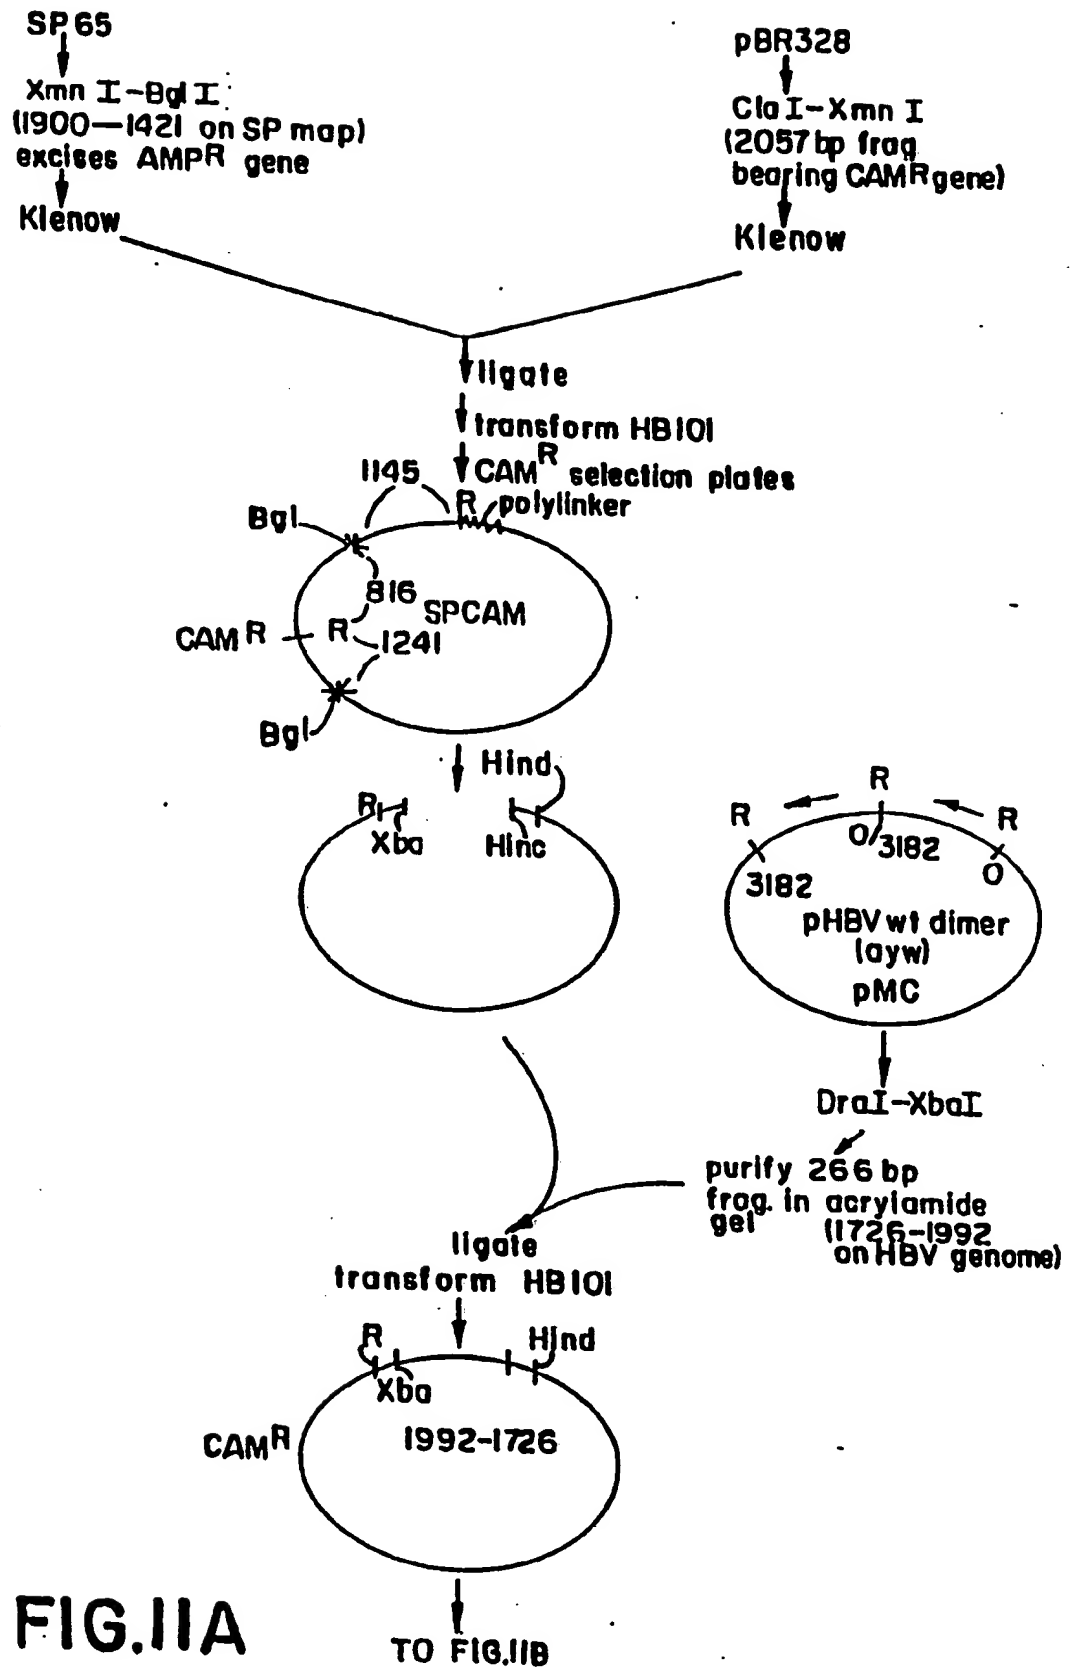 SP65
Xmn I-Bgl I
(1900—1421 on SP map)
excises AMPR gene
Klenow
pBR328
Cla I-Xmn I
(2057 bp frag
bearing CAMR gene)
Klenow
ligate
transform HB101
CAMR selection plates
1145
R
polylinker
Bgl
816
SPCAM
CAMR
R
1241
Bgl
Hind
R
Xba
Hinc
R
R
R
O/3182
3182
O
pHBV wt dimer
(ayw)
pMC
DraI-XbaI
purify 266 bp
frag. in acrylamide
gel (1726-1992
on HBV genome)
ligate
transform HB101
R
Hind
Xba
CAMR
1992-1726
FIG.11A
TO FIG.11B